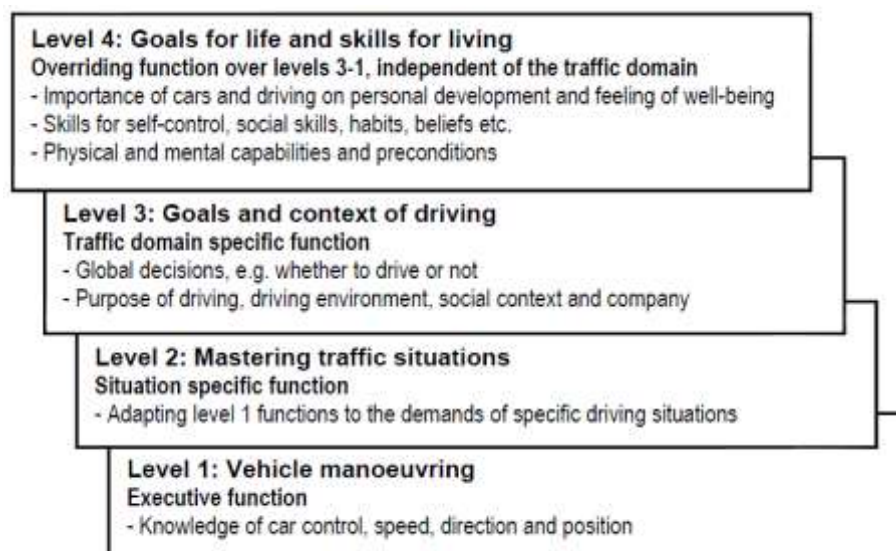 Level 4: Goals for life and skills for living
Overriding function over levels 3-1, independent of the traffic domain
- Importance of cars and driving on personal development and feeling of well-being
- Skills for self-control, social skills, habits, beliefs etc.
- Physical and mental capabilities and preconditions
Level 3: Goals and context of driving
Traffic domain specific function
- Global decisions, e.g. whether to drive or not
- Purpose of driving, driving environment, social context and company
Level 2: Mastering traffic situations
Situation specific function
- Adapting level 1 functions to the demands of specific driving situations
Level 1: Vehicle manoeuvring
Executive function
- Knowledge of car control, speed, direction and position